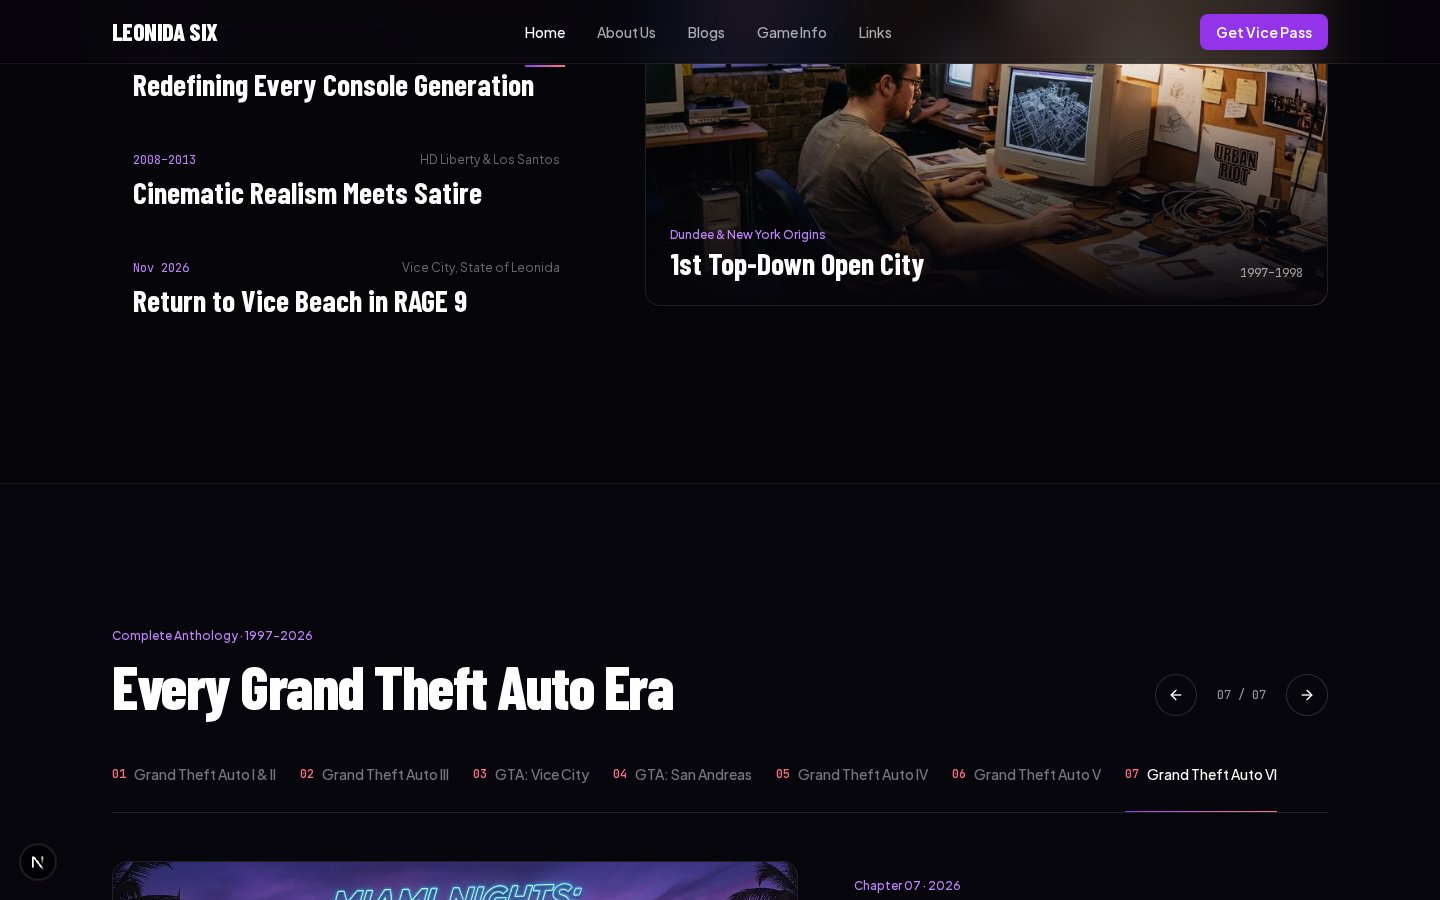 LEONIDA SIX
Home
About Us
Blogs
Game Info
Links
Get Vice Pass
Redefining Every Console Generation
2008–2013
HD Liberty & Los Santos
Cinematic Realism Meets Satire
Nov 2026
Vice City, State of Leonida
Return to Vice Beach in RAGE 9
URBAN
RIOT
Dundee & New York Origins
1st Top-Down Open City
1997–1998
Complete Anthology · 1997–2026
Every Grand Theft Auto Era
07 / 07
01 Grand Theft Auto I & II
02 Grand Theft Auto III
03 GTA: Vice City
04 GTA: San Andreas
05 Grand Theft Auto IV
06 Grand Theft Auto V
07 Grand Theft Auto VI
N
MIAMI NIGHTS:
Chapter 07 · 2026